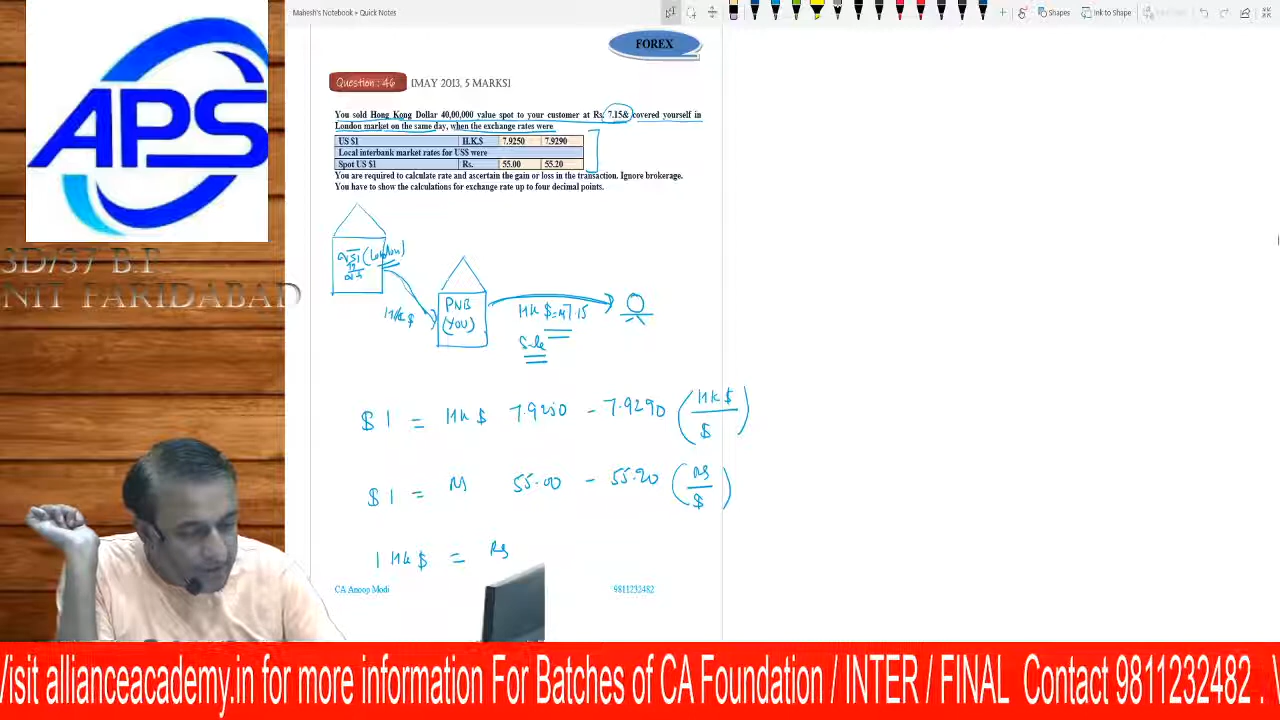 Mahesh's Notebook • Quick Notes
Shapes
Ink to Shape
APS
3D/37 B.P.
NIT FARIDABAD
FOREX
Question : 46 [MAY 2013, 5 MARKS]
You sold Hong Kong Dollar 40,00,000 value spot to your customer at Rs. 7.15& covered yourself in
London market on the same day, when the exchange rates were
US $1 H.K.$ 7.9250 7.9290
Local interbank market rates for US$ were
Spot US $1 Rs. 55.00 55.20
You are required to calculate rate and ascertain the gain or loss in the transaction. Ignore brokerage.
You have to show the calculations for exchange rate up to four decimal points.
(London)
HK $
PNB
(YOU)
HK $=
7.15
Sale
$ 1 = HK $ 7.9250 - 7.9290 (HK $
$)
$ 1 = Rs 55.00 - 55.20 (Rs
$)
1 HK $ = Rs
CA Anoop Modi 9811232482
Visit allianceacademy.in for more information For Batches of CA Foundation / INTER / FINAL Contact 9811232482 .